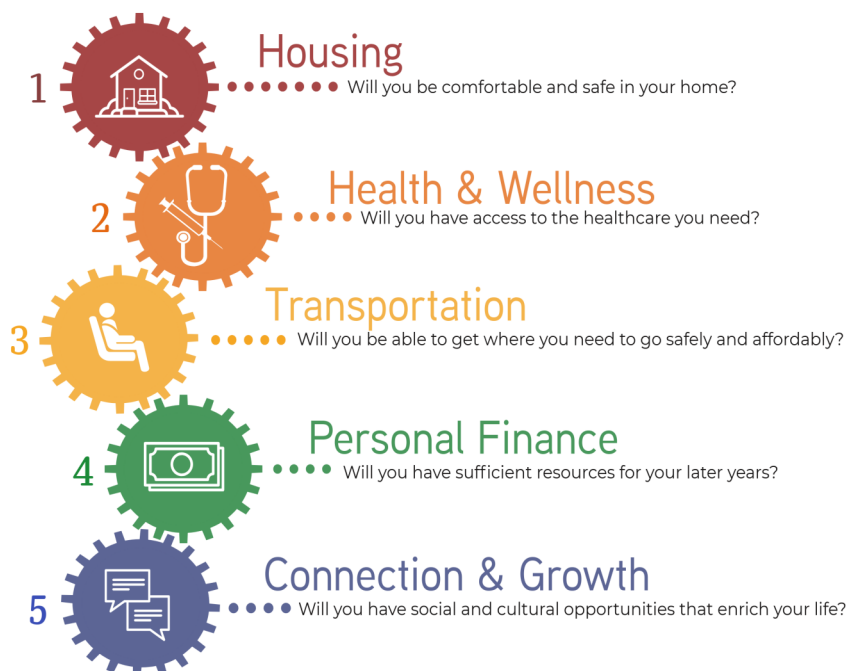 Housing
1
Will you be comfortable and safe in your home?
Health & Wellness
2
Will you have access to the healthcare you need?
Transportation
3
Will you be able to get where you need to go safely and affordably?
Personal Finance
4
Will you have sufficient resources for your later years?
Connection & Growth
5
Will you have social and cultural opportunities that enrich your life?